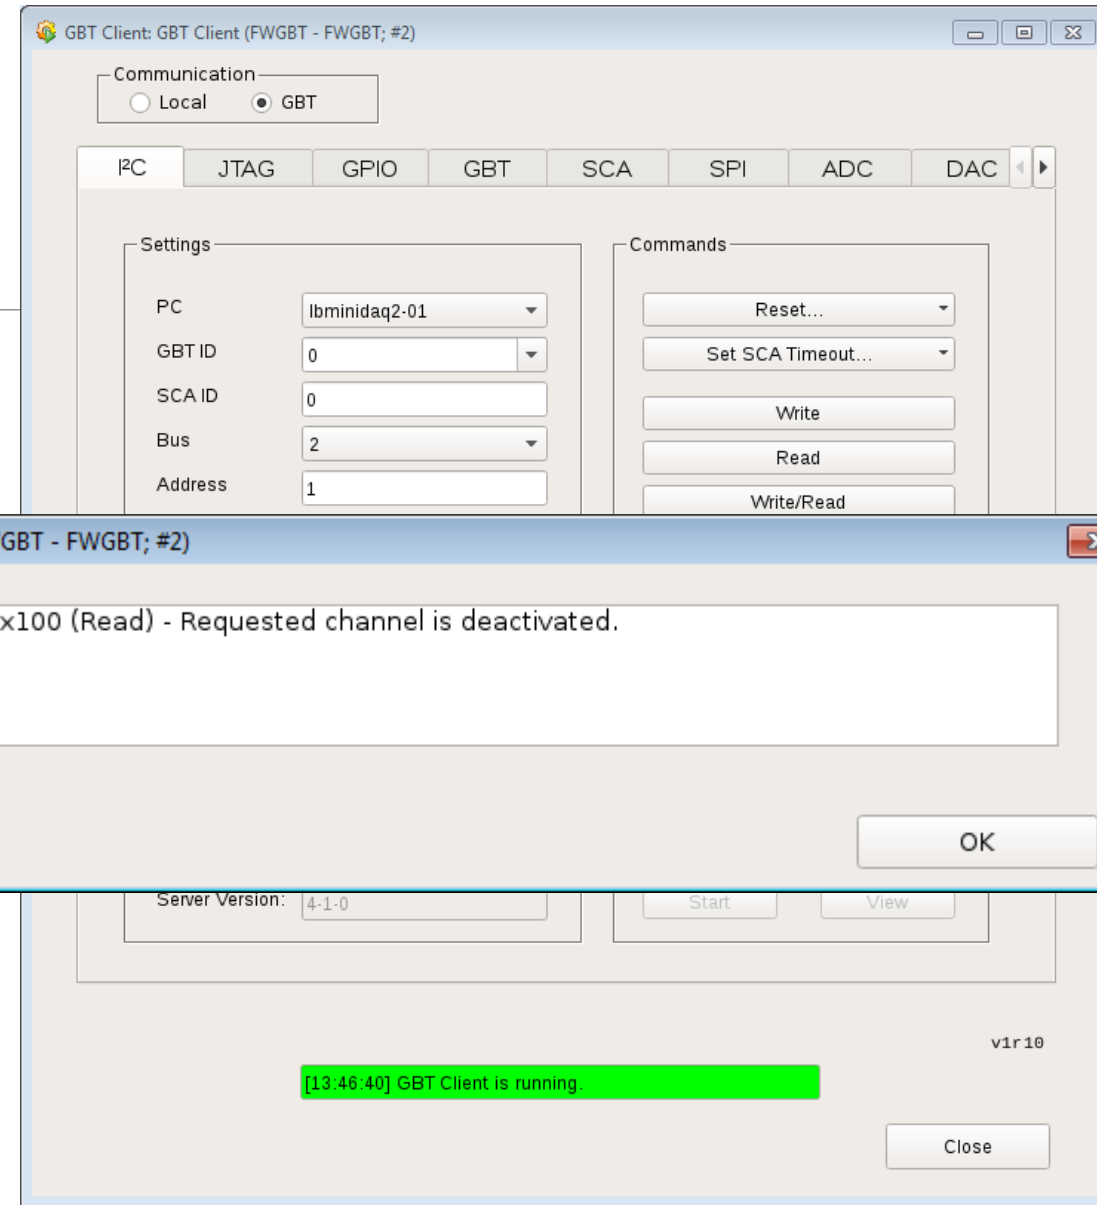 GBT Client: GBT Client (FWGBT - FWGBT; #2)
Communication
Local GBT
I²C JTAG GPIO GBT SCA SPI ADC DAC
Settings Commands
PC lbminidaq2-01 Reset...
GBT ID 0 Set SCA Timeout...
SCA ID 0 Write
Bus 2 Read
Address 1 Write/Read
GBT - FWGBT; #2)
x100 (Read) - Requested channel is deactivated.
OK
Server Version: 4-1-0 Start View
v1r10
[13:46:40] GBT Client is running.
Close